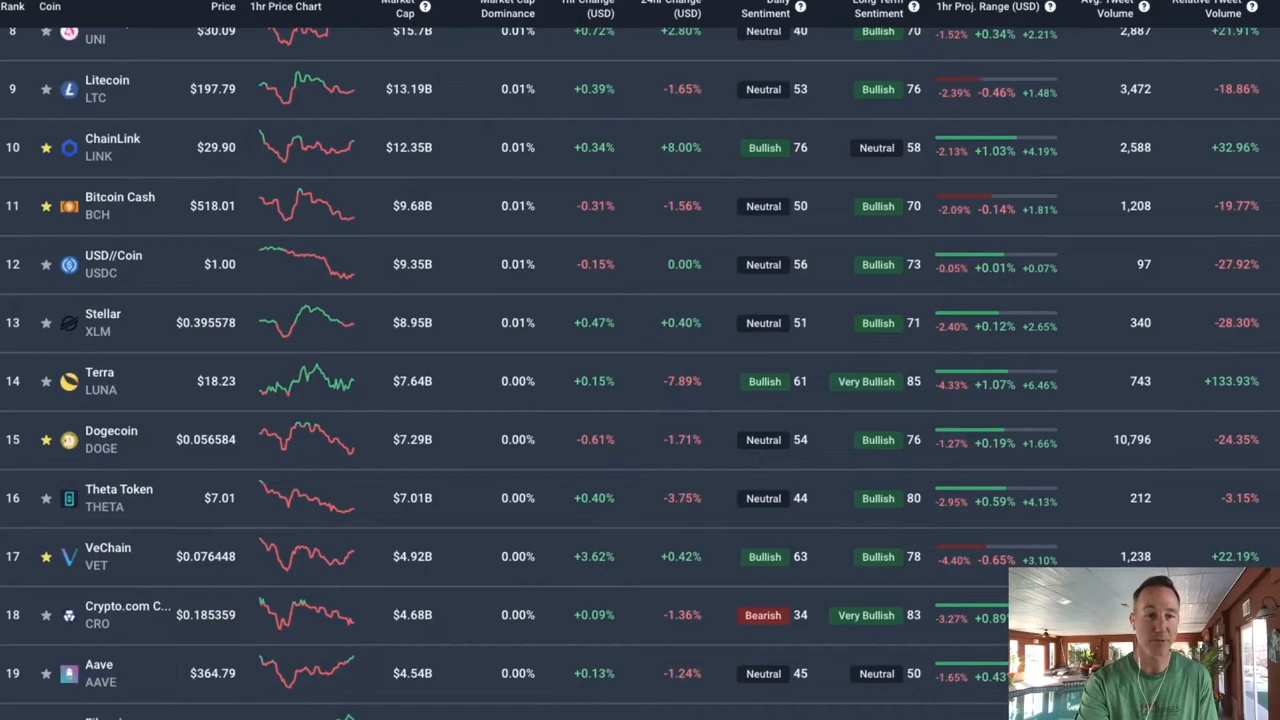 Rank Coin Price 1hr Price Chart Market Cap ? Market Cap Dominance 1hr Change (USD) 24hr Change (USD) Daily Sentiment ? Long Term Sentiment ? 1hr Proj. Range (USD) ? Avg. Tweet Volume ? Relative Tweet Volume ?
8 UNI $30.09 $15.7B 0.01% +0.72% +2.80% Neutral 40 Bullish 70 -1.52% +0.34% +2.21% 2,887 +21.91%
9 Litecoin LTC $197.79 $13.19B 0.01% +0.39% -1.65% Neutral 53 Bullish 76 -2.39% -0.46% +1.48% 3,472 -18.86%
10 ChainLink LINK $29.90 $12.35B 0.01% +0.34% +8.00% Bullish 76 Neutral 58 -2.13% +1.03% +4.19% 2,588 +32.96%
11 Bitcoin Cash BCH $518.01 $9.68B 0.01% -0.31% -1.56% Neutral 50 Bullish 70 -2.09% -0.14% +1.81% 1,208 -19.77%
12 USD//Coin USDC $1.00 $9.35B 0.01% -0.15% 0.00% Neutral 56 Bullish 73 -0.05% +0.01% +0.07% 97 -27.92%
13 Stellar XLM $0.395578 $8.95B 0.01% +0.47% +0.40% Neutral 51 Bullish 71 -2.40% +0.12% +2.65% 340 -28.30%
14 Terra LUNA $18.23 $7.64B 0.00% +0.15% -7.89% Bullish 61 Very Bullish 85 -4.33% +1.07% +6.46% 743 +133.93%
15 Dogecoin DOGE $0.056584 $7.29B 0.00% -0.61% -1.71% Neutral 54 Bullish 76 -1.27% +0.19% +1.66% 10,796 -24.35%
16 Theta Token THETA $7.01 $7.01B 0.00% +0.40% -3.75% Neutral 44 Bullish 80 -2.95% +0.59% +4.13% 212 -3.15%
17 VeChain VET $0.076448 $4.92B 0.00% +3.62% +0.42% Bullish 63 Bullish 78 -4.40% -0.65% +3.10% 1,238 +22.19%
18 Crypto.com C... CRO $0.185359 $4.68B 0.00% +0.09% -1.36% Bearish 34 Very Bullish 83 -3.27% +0.89
19 Aave AAVE $364.79 $4.54B 0.00% +0.13% -1.24% Neutral 45 Neutral 50 -1.65% +0.43